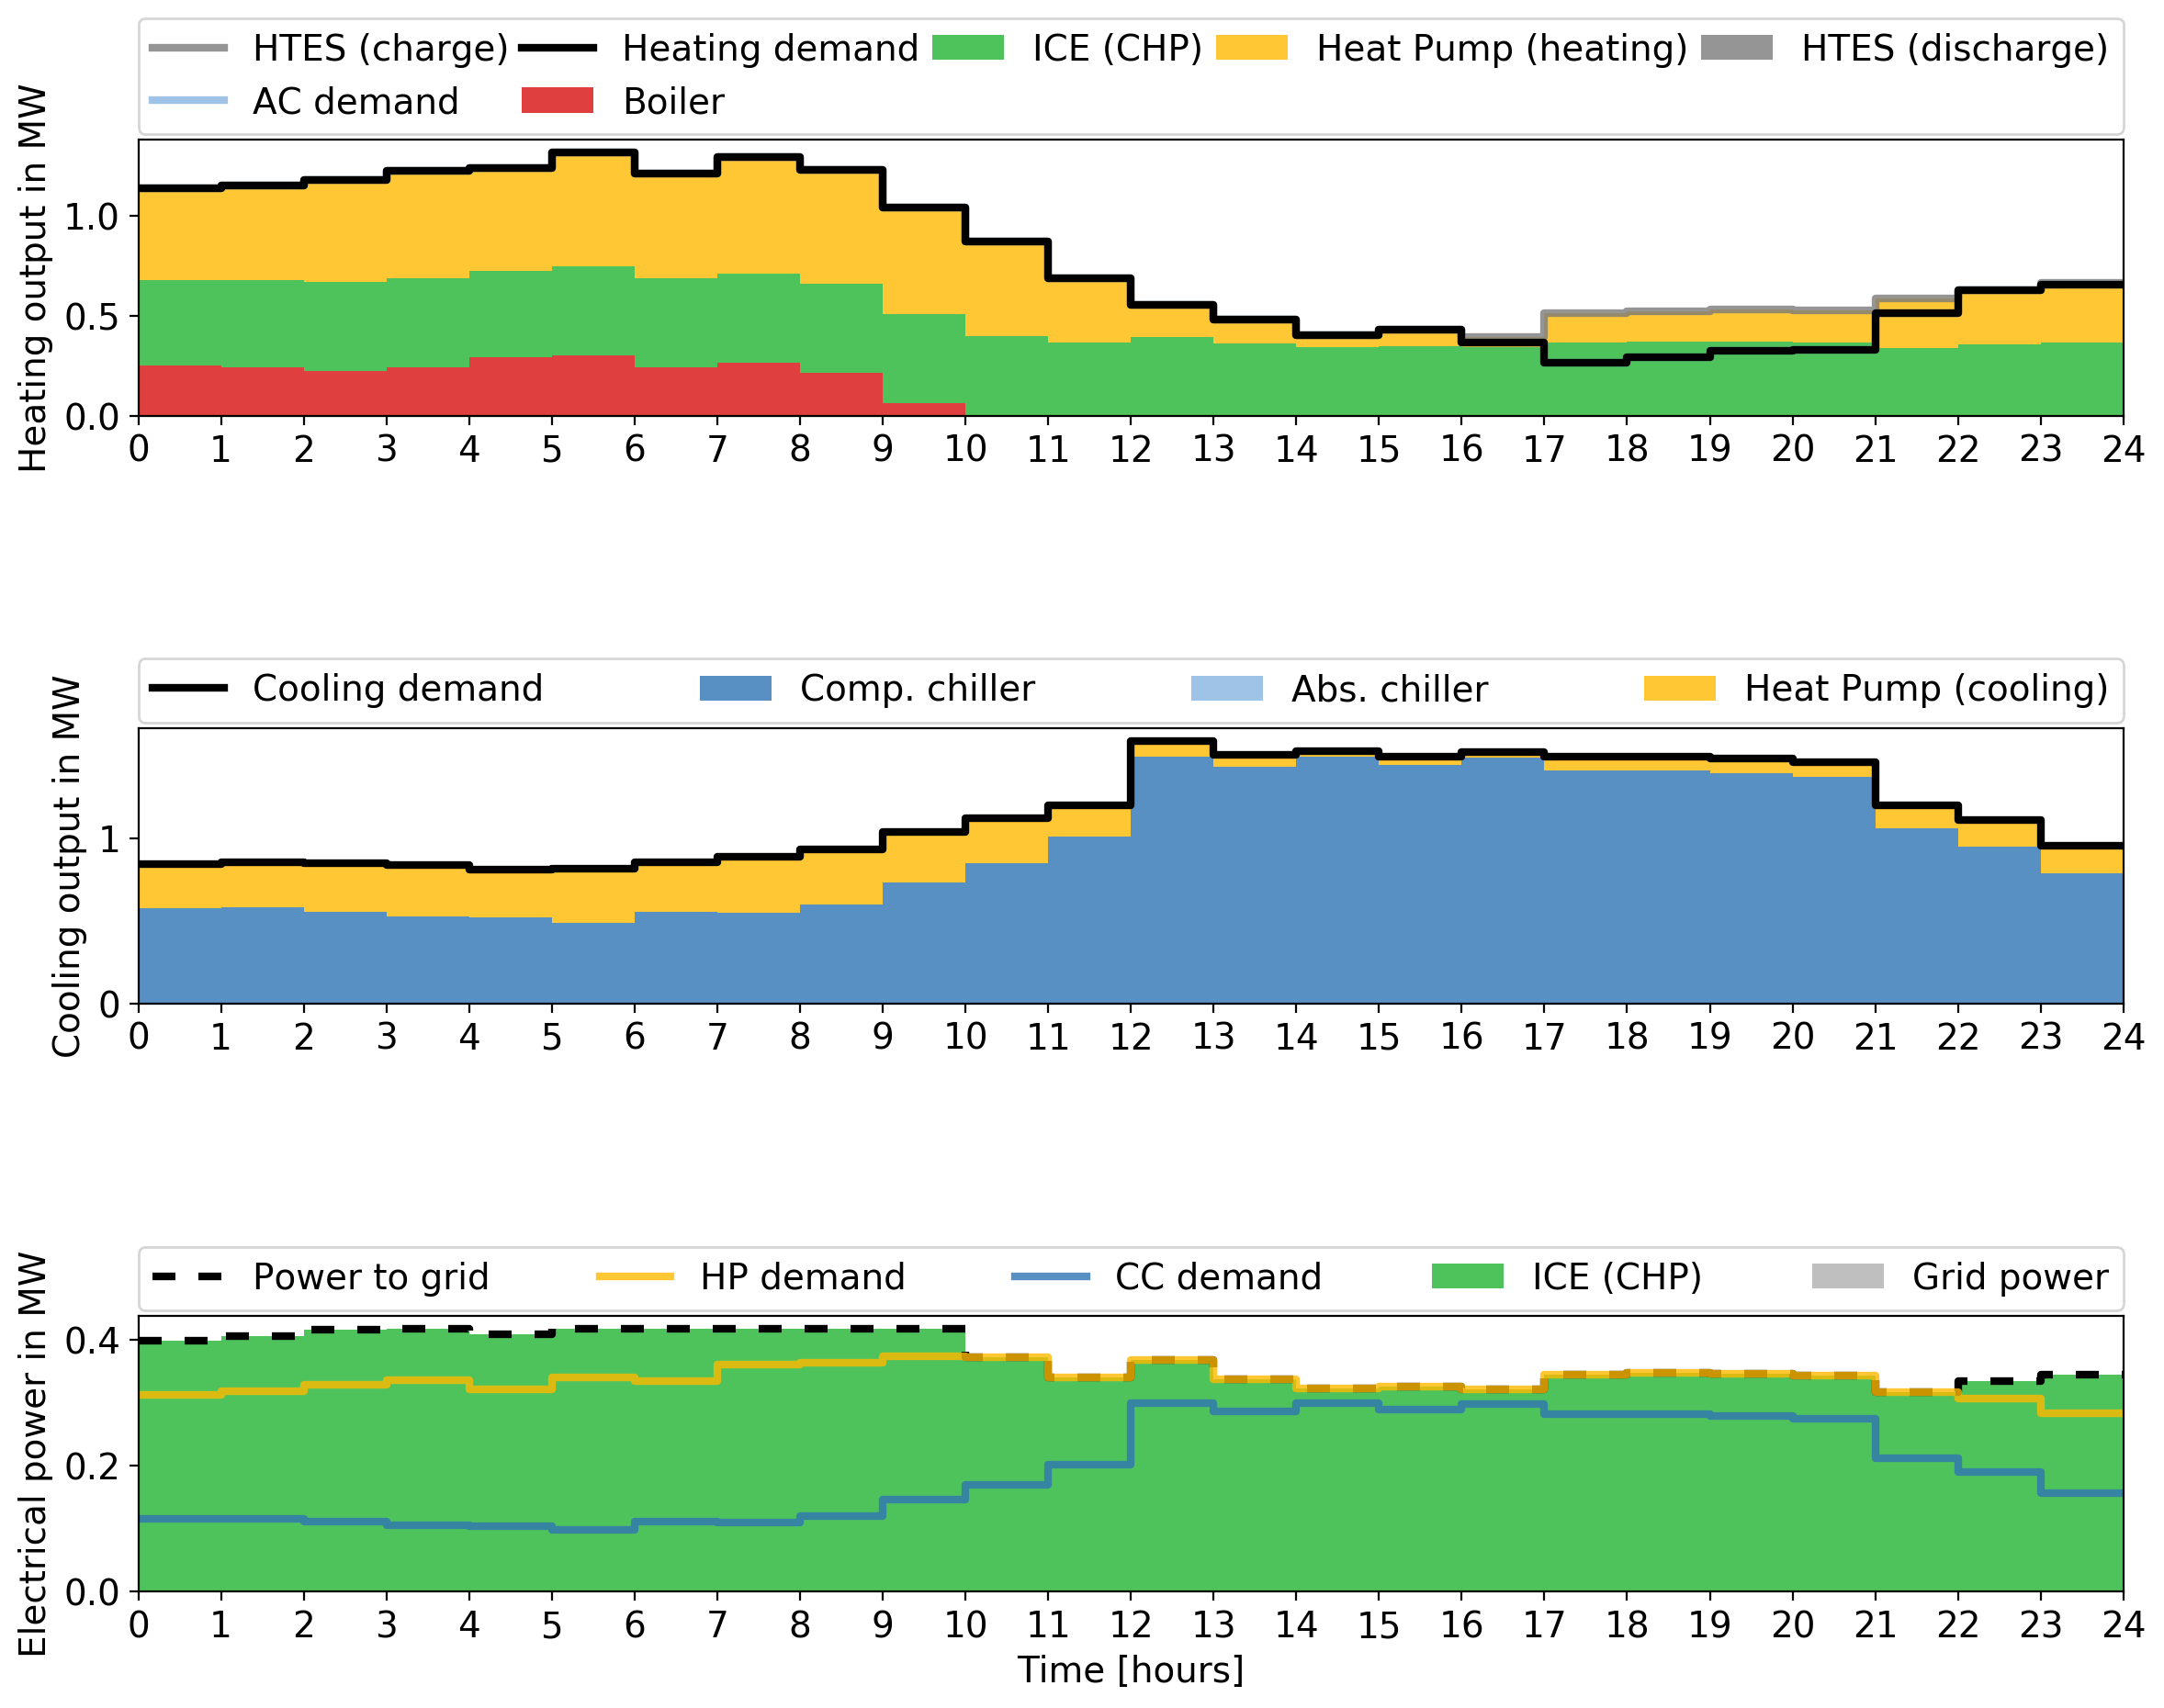 HTES (charge) Heating demand ICE (CHP) Heat Pump (heating) HTES (discharge)
AC demand Boiler
Heating output in MW
1.0
0.5
0.0
0 1 2 3 4 5 6 7 8 9 10 11 12 13 14 15 16 17 18 19 20 21 22 23 24
Cooling demand Comp. chiller Abs. chiller Heat Pump (cooling)
Cooling output in MW
1
0
0 1 2 3 4 5 6 7 8 9 10 11 12 13 14 15 16 17 18 19 20 21 22 23 24
Power to grid HP demand CC demand ICE (CHP) Grid power
Electrical power in MW
0.4
0.2
0.0
0 1 2 3 4 5 6 7 8 9 10 11 12 13 14 15 16 17 18 19 20 21 22 23 24
Time [hours]